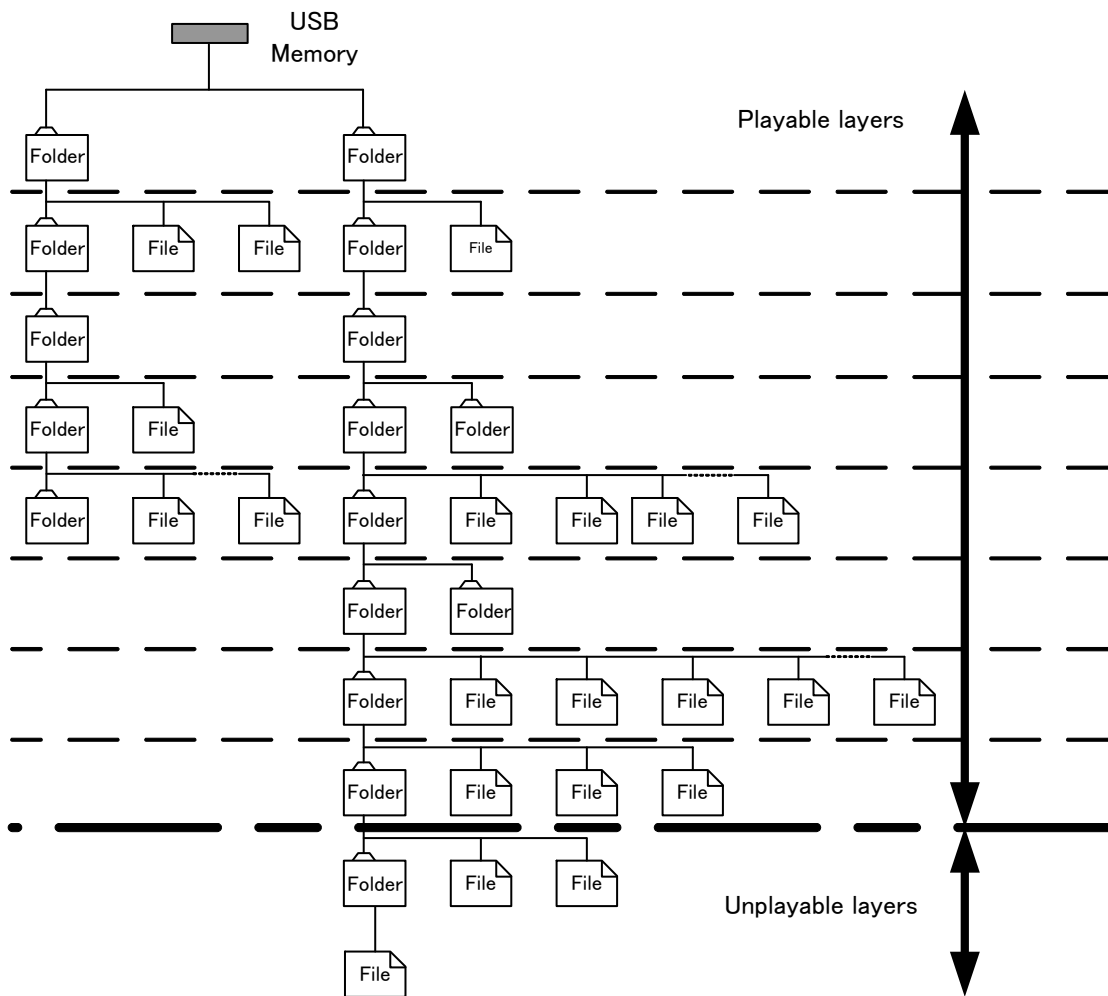 USB
Memory
Playable layers
Folder Folder
Folder File File Folder File
Folder Folder
Folder File Folder Folder
Folder File File Folder File File File File
Folder Folder
Folder File File File File File
Folder File File File
Folder File File
Unplayable layers
File